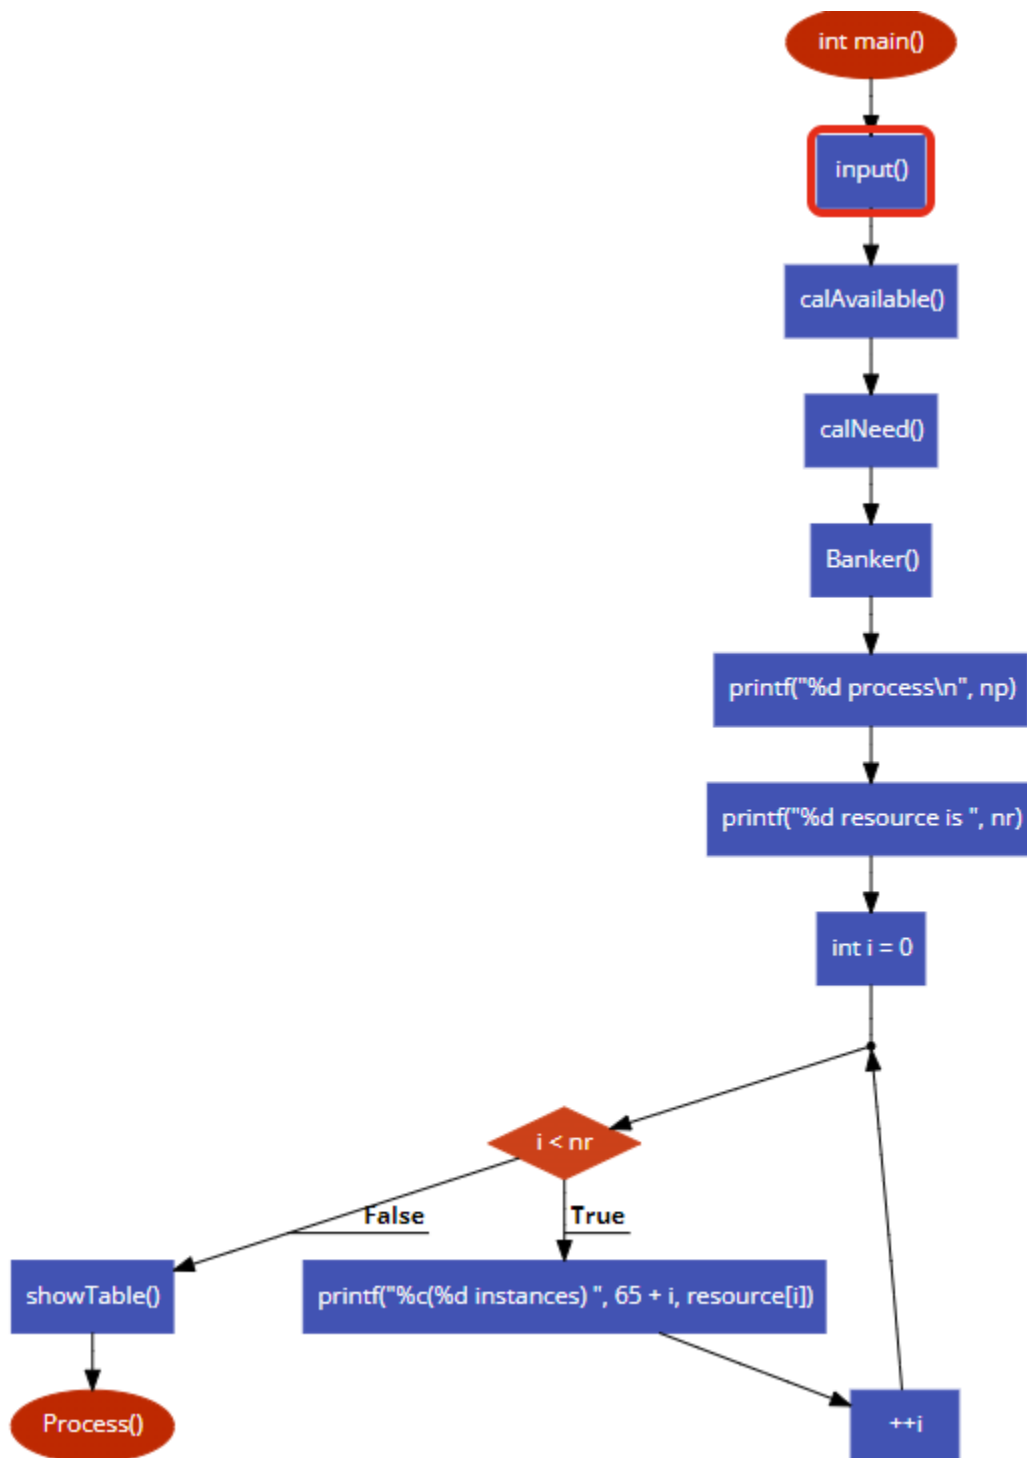 int main()
input()
calAvailable()
calNeed()
Banker()
printf("%d process\n", np)
printf("%d resource is ", nr)
int i = 0
i < nr
False
True
showTable()
printf("%c(%d instances) ", 65 + i, resource[i])
Process()
++i